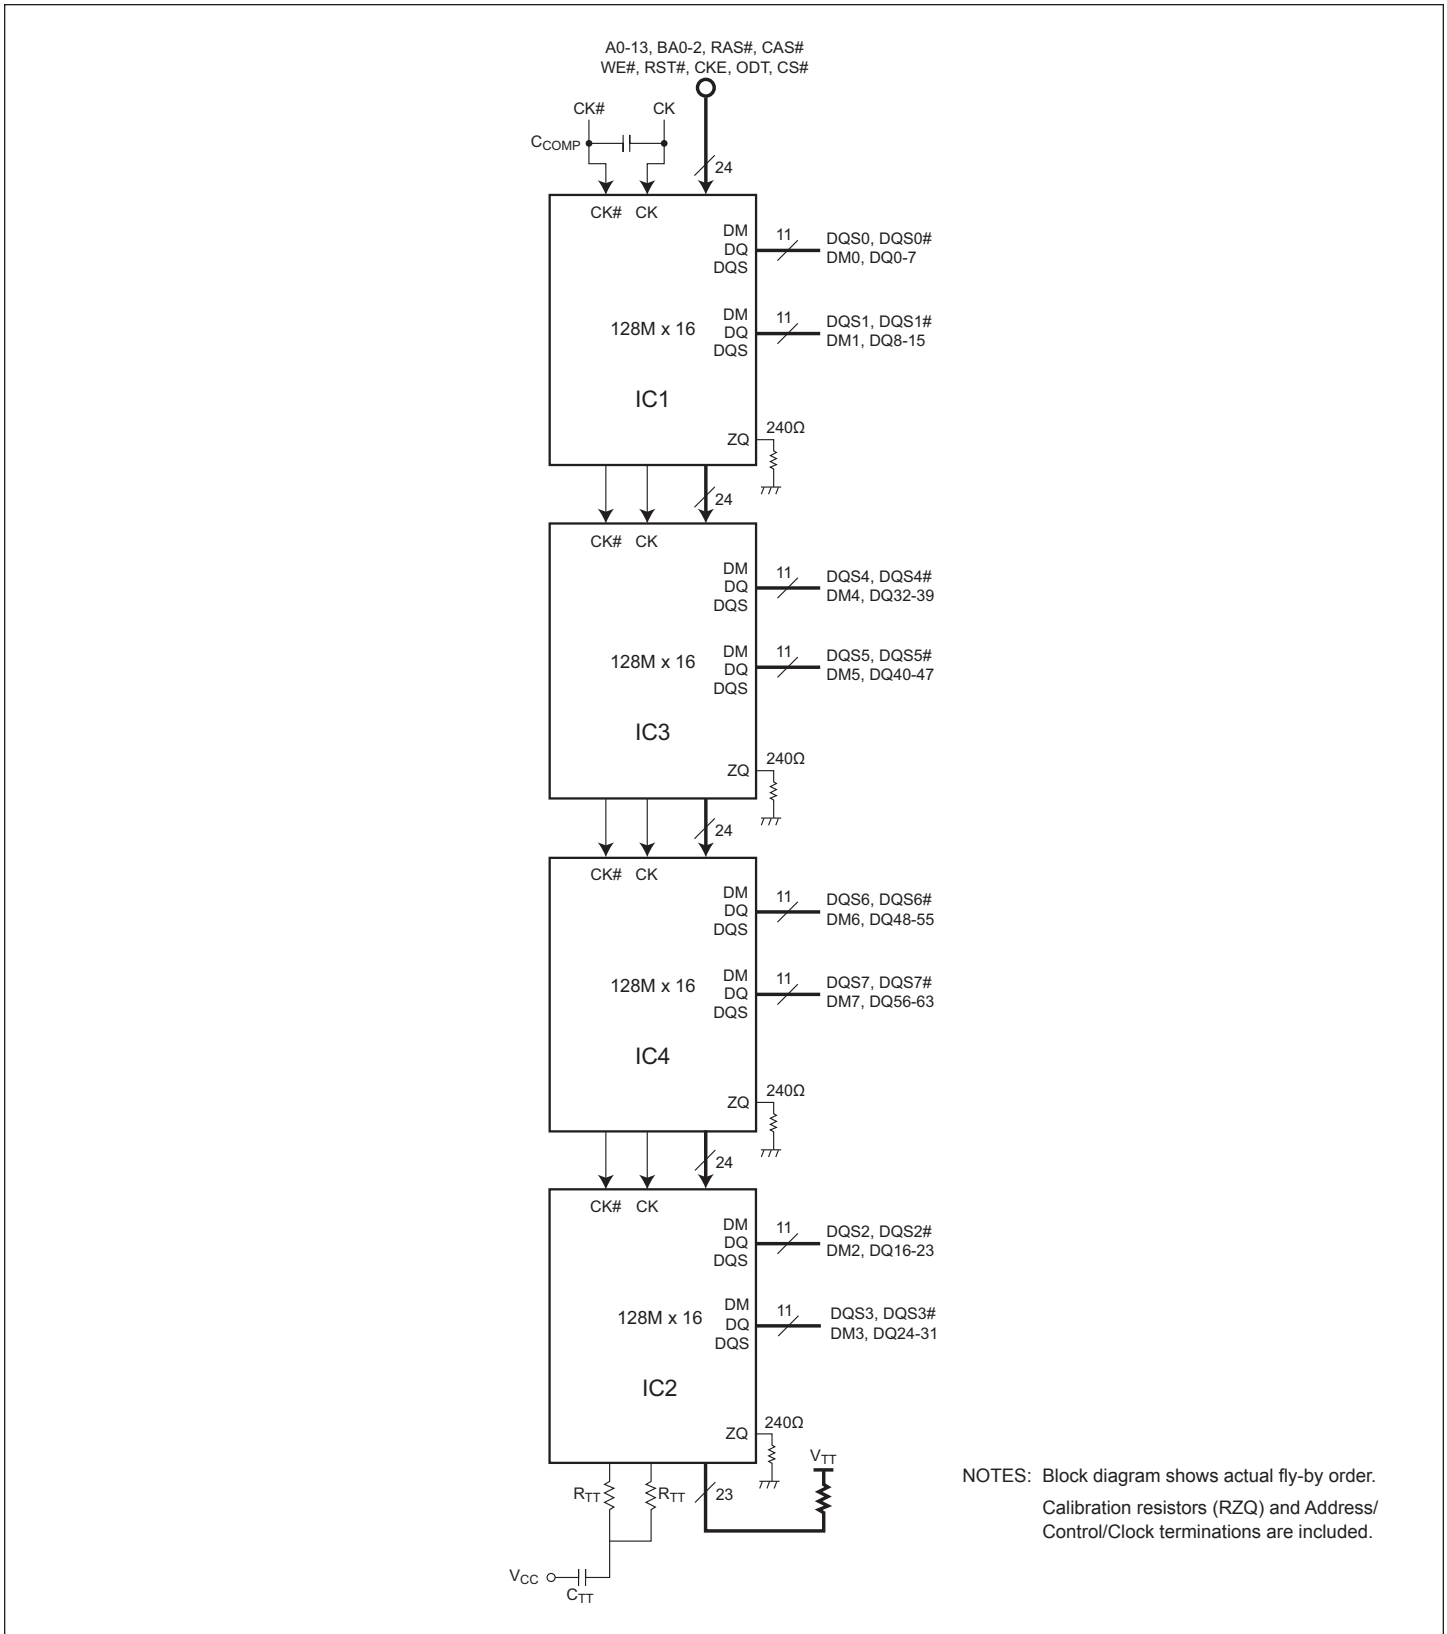 A0-13, BA0-2, RAS#, CAS#
WE#, RST#, CKE, ODT, CS#
CK#
CK
CCOMP
24
CK# CK
DM
DQ
DQS
11
DQS0, DQS0#
DM0, DQ0-7
DM
DQ
DQS
11
DQS1, DQS1#
DM1, DQ8-15
128M x 16
IC1
ZQ
240Ω
24
CK# CK
DM
DQ
DQS
11
DQS4, DQS4#
DM4, DQ32-39
DM
DQ
DQS
11
DQS5, DQS5#
DM5, DQ40-47
128M x 16
IC3
ZQ
240Ω
24
CK# CK
DM
DQ
DQS
11
DQS6, DQS6#
DM6, DQ48-55
DM
DQ
DQS
11
DQS7, DQS7#
DM7, DQ56-63
128M x 16
IC4
ZQ
240Ω
24
CK# CK
DM
DQ
DQS
11
DQS2, DQS2#
DM2, DQ16-23
DM
DQ
DQS
11
DQS3, DQS3#
DM3, DQ24-31
128M x 16
IC2
ZQ
240Ω
VTT
RTT
RTT
23
VCC
CTT
NOTES: Block diagram shows actual fly-by order.
Calibration resistors (RZQ) and Address/
Control/Clock terminations are included.